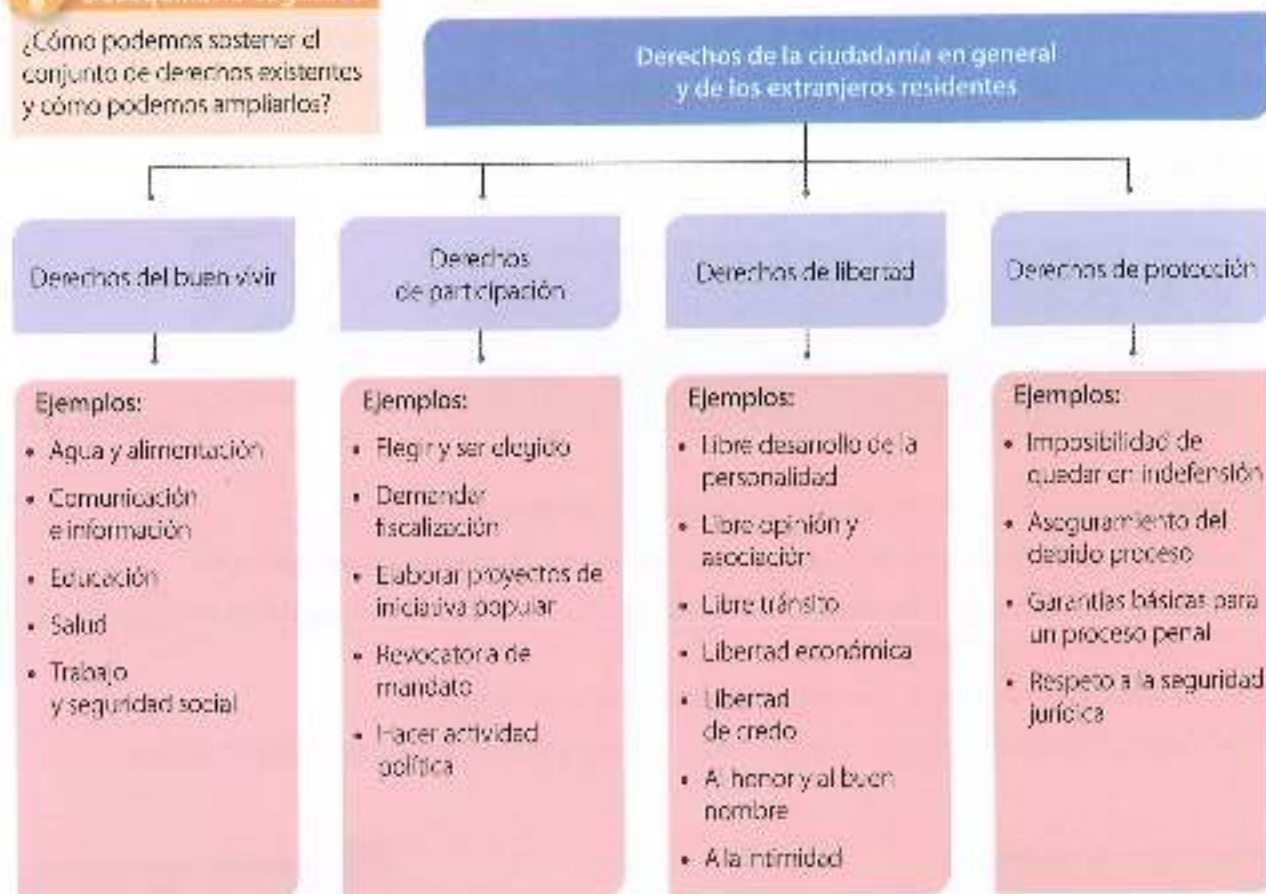 ¿Cómo podemos sostener el
conjunto de derechos existentes
y cómo podemos ampliarlos?
Derechos de la ciudadanía en general
y de los extranjeros residentes
Derechos del buen vivir
Derechos
de participación
Derechos de libertad
Derechos de protección
Ejemplos:
• Agua y alimentación
• Comunicación
e información
• Educación
• Salud
• Trabajo
y seguridad social
Ejemplos:
• Elegir y ser elegido
• Demandar
fiscalización
• Elaborar proyectos de
iniciativa popular
• Revocatoria de
mandato
• Hacer actividad
política
Ejemplos:
• Libre desarrollo de la
personalidad
• Libre opinión y
asociación
• Libre tránsito
• Libertad económica
• Libertad
de credo
• Al honor y al buen
nombre
• A la intimidad
Ejemplos:
• Imposibilidad de
quedar en indefensión
• Aseguramiento del
debido proceso
• Garantías básicas para
un proceso penal
• Respeto a la seguridad
jurídica